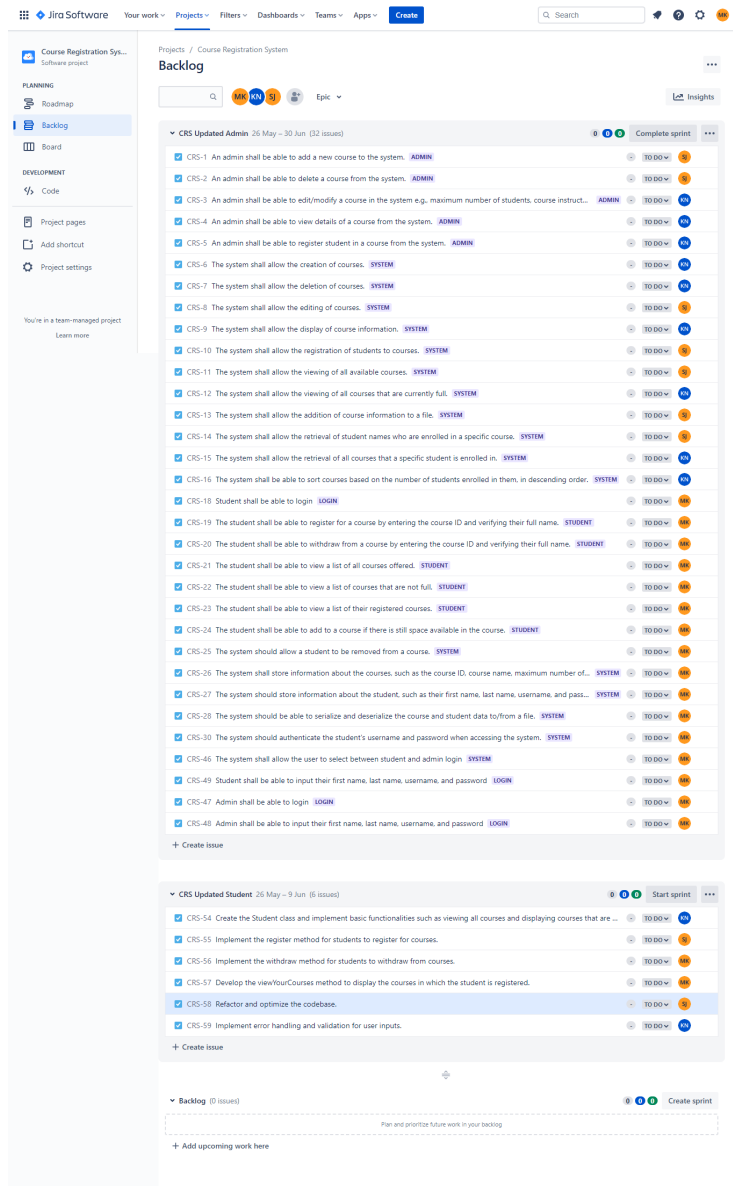 Jira Software Your work Projects Filters Dashboards Teams Apps Create Search MK
Course Registration Sys...
Software project
PLANNING
Roadmap
Backlog
Board
DEVELOPMENT
Code
Project pages
Add shortcut
Project settings
You're in a team-managed project
Learn more
Projects / Course Registration System
Backlog
MK KN SJ Epic Insights
CRS Updated Admin 26 May – 30 Jun (32 issues) 0 0 0 Complete sprint
CRS-1 An admin shall be able to add a new course to the system. ADMIN - TO DO SJ
CRS-2 An admin shall be able to delete a course from the system. ADMIN - TO DO SJ
CRS-3 An admin shall be able to edit/modify a course in the system e.g., maximum number of students, course instruct... ADMIN - TO DO KN
CRS-4 An admin shall be able to view details of a course from the system. ADMIN - TO DO KN
CRS-5 An admin shall be able to register student in a course from the system. ADMIN - TO DO KN
CRS-6 The system shall allow the creation of courses. SYSTEM - TO DO KN
CRS-7 The system shall allow the deletion of courses. SYSTEM - TO DO KN
CRS-8 The system shall allow the editing of courses. SYSTEM - TO DO SJ
CRS-9 The system shall allow the display of course information. SYSTEM - TO DO KN
CRS-10 The system shall allow the registration of students to courses. SYSTEM - TO DO SJ
CRS-11 The system shall allow the viewing of all available courses. SYSTEM - TO DO SJ
CRS-12 The system shall allow the viewing of all courses that are currently full. SYSTEM - TO DO KN
CRS-13 The system shall allow the addition of course information to a file. SYSTEM - TO DO SJ
CRS-14 The system shall allow the retrieval of student names who are enrolled in a specific course. SYSTEM - TO DO SJ
CRS-15 The system shall allow the retrieval of all courses that a specific student is enrolled in. SYSTEM - TO DO KN
CRS-16 The system shall be able to sort courses based on the number of students enrolled in them, in descending order. SYSTEM - TO DO KN
CRS-18 Student shall be able to login LOGIN - TO DO MK
CRS-19 The student shall be able to register for a course by entering the course ID and verifying their full name. STUDENT - TO DO MK
CRS-20 The student shall be able to withdraw from a course by entering the course ID and verifying their full name. STUDENT - TO DO MK
CRS-21 The student shall be able to view a list of all courses offered. STUDENT - TO DO MK
CRS-22 The student shall be able to view a list of courses that are not full. STUDENT - TO DO MK
CRS-23 The student shall be able to view a list of their registered courses. STUDENT - TO DO MK
CRS-24 The student shall be able to add to a course if there is still space available in the course. STUDENT - TO DO MK
CRS-25 The system should allow a student to be removed from a course. SYSTEM - TO DO MK
CRS-26 The system shall store information about the courses, such as the course ID, course name, maximum number of... SYSTEM - TO DO MK
CRS-27 The system should store information about the student, such as their first name, last name, username, and pass... SYSTEM - TO DO MK
CRS-28 The system should be able to serialize and deserialize the course and student data to/from a file. SYSTEM - TO DO MK
CRS-30 The system should authenticate the student's username and password when accessing the system. SYSTEM - TO DO MK
CRS-46 The system shall allow the user to select between student and admin login SYSTEM - TO DO MK
CRS-49 Student shall be able to input their first name, last name, username, and password LOGIN - TO DO MK
CRS-47 Admin shall be able to login LOGIN - TO DO MK
CRS-48 Admin shall be able to input their first name, last name, username, and password LOGIN - TO DO MK
+ Create issue
CRS Updated Student 26 May – 9 Jun (6 issues) 0 0 0 Start sprint
CRS-54 Create the Student class and implement basic functionalities such as viewing all courses and displaying courses that are ... - TO DO KN
CRS-55 Implement the register method for students to register for courses. - TO DO SJ
CRS-56 Implement the withdraw method for students to withdraw from courses. - TO DO MK
CRS-57 Develop the viewYourCourses method to display the courses in which the student is registered. - TO DO MK
CRS-58 Refactor and optimize the codebase. - TO DO SJ
CRS-59 Implement error handling and validation for user inputs. - TO DO KN
+ Create issue
Backlog (0 issues) 0 0 0 Create sprint
Plan and prioritize future work in your backlog
+ Add upcoming work here